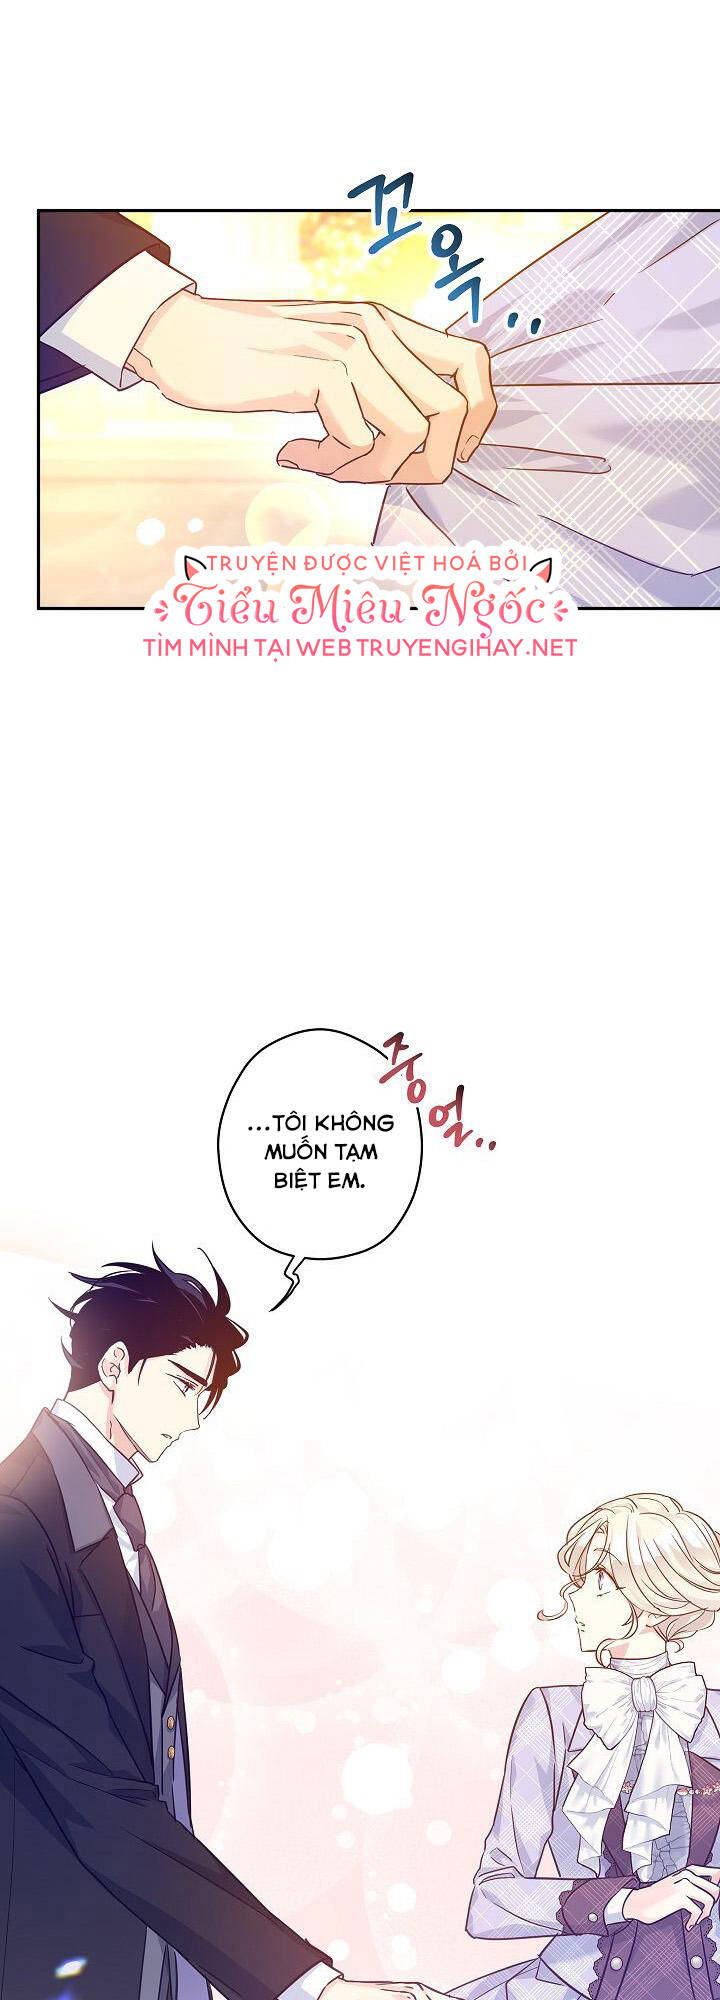 꼬옥..
TRUYỆN ĐƯỢC VIỆT HOÁ BỞI
Tiểu Miêu Ngốc
TÌM MÌNH TẠI WEB TRUYENGIHAY.NET
중얼..
...TÔI KHÔNG
MUỐN TẠM
BIỆT EM.